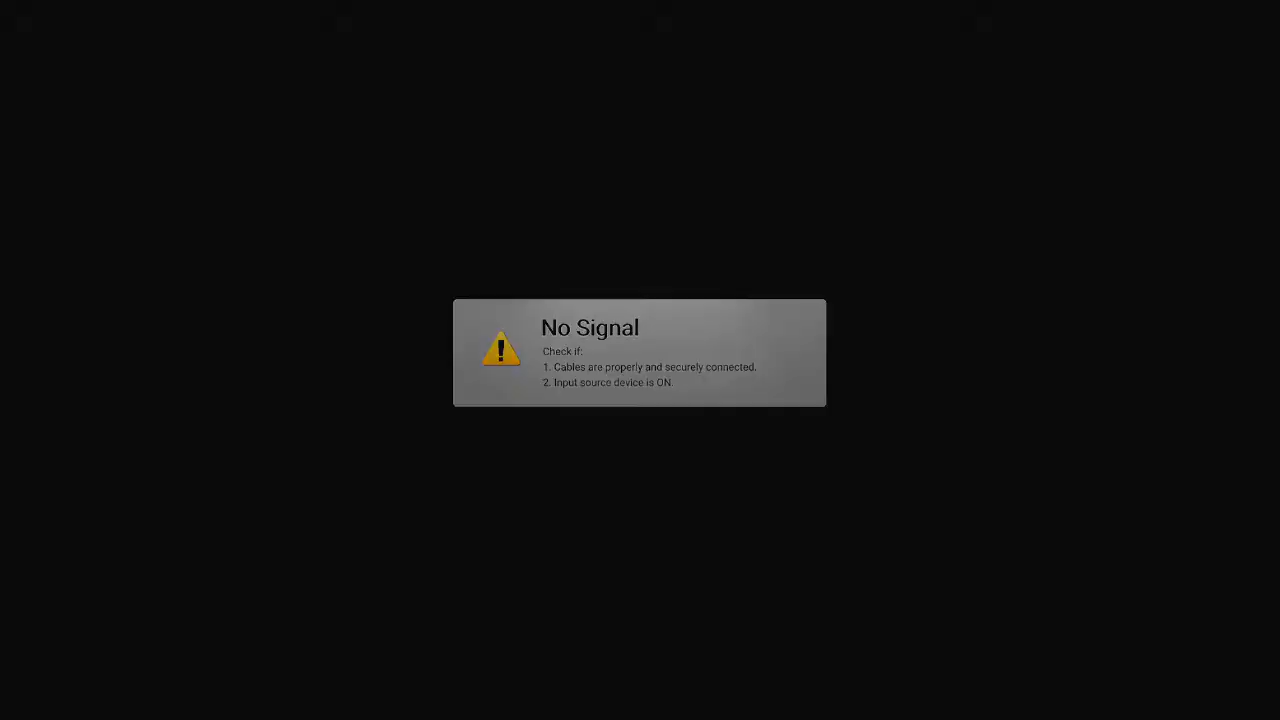 No Signal
Check if:
1. Cables are properly and securely connected.
2. Input source device is ON.